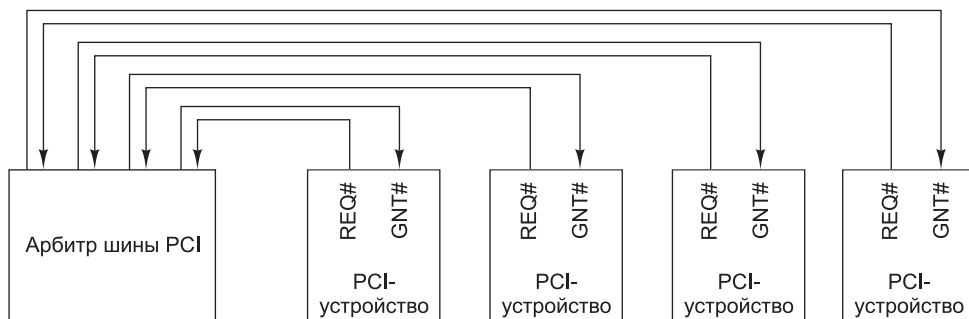 Арбитр шины PCI
REQ#
GNT#
PCI-
устройство
REQ#
GNT#
PCI-
устройство
REQ#
GNT#
PCI-
устройство
REQ#
GNT#
PCI-
устройство